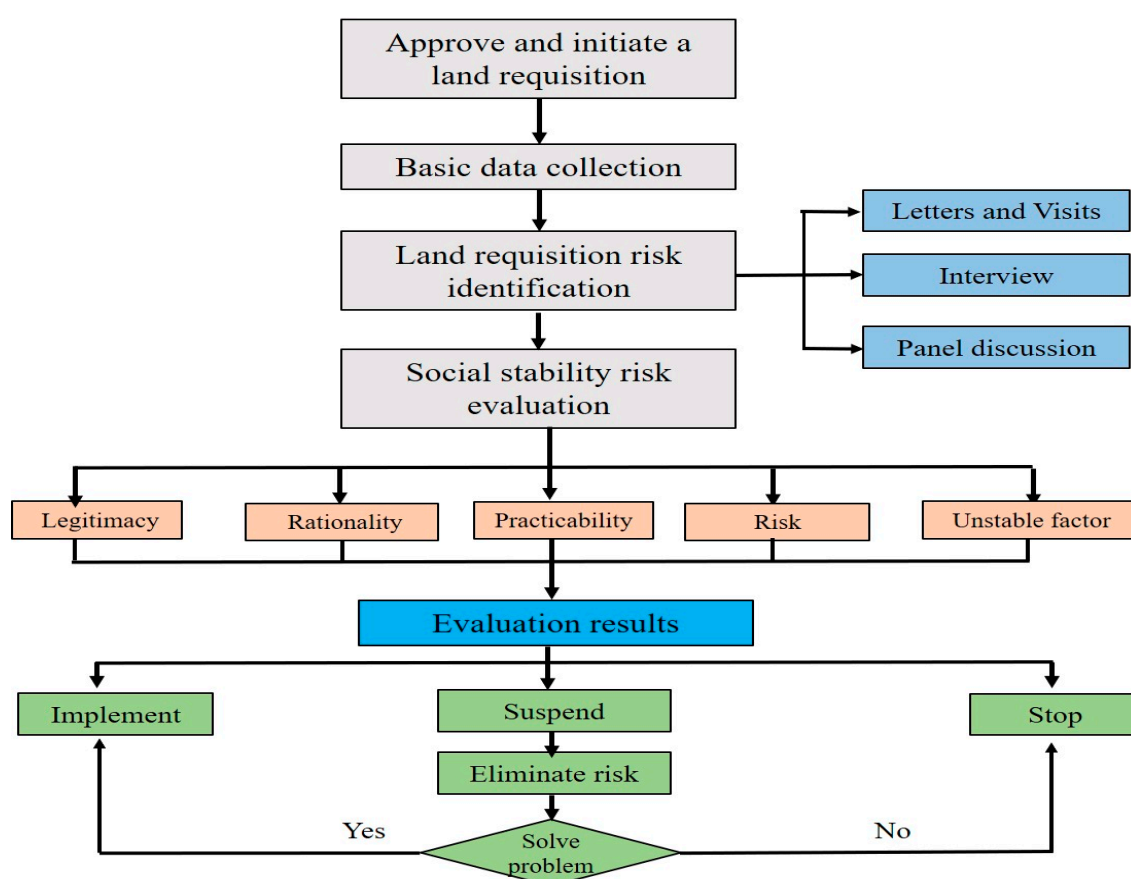 Approve and initiate a
land requisition
Basic data collection
Land requisition risk
identification
Letters and Visits
Interview
Panel discussion
Social stability risk
evaluation
Legitimacy
Rationality
Practicability
Risk
Unstable factor
Evaluation results
Implement
Suspend
Stop
Eliminate risk
Yes
No
Solve
problem